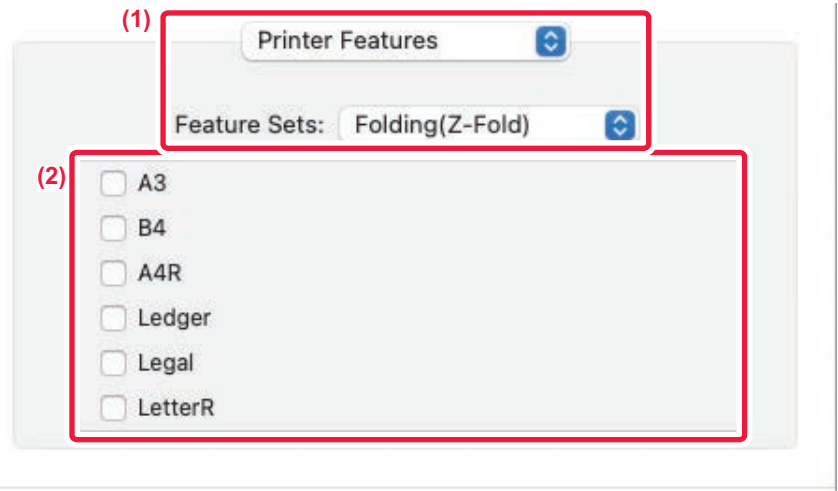 (1)
Printer Features
Feature Sets: Folding(Z-Fold)
(2)
A3
B4
A4R
Ledger
Legal
LetterR